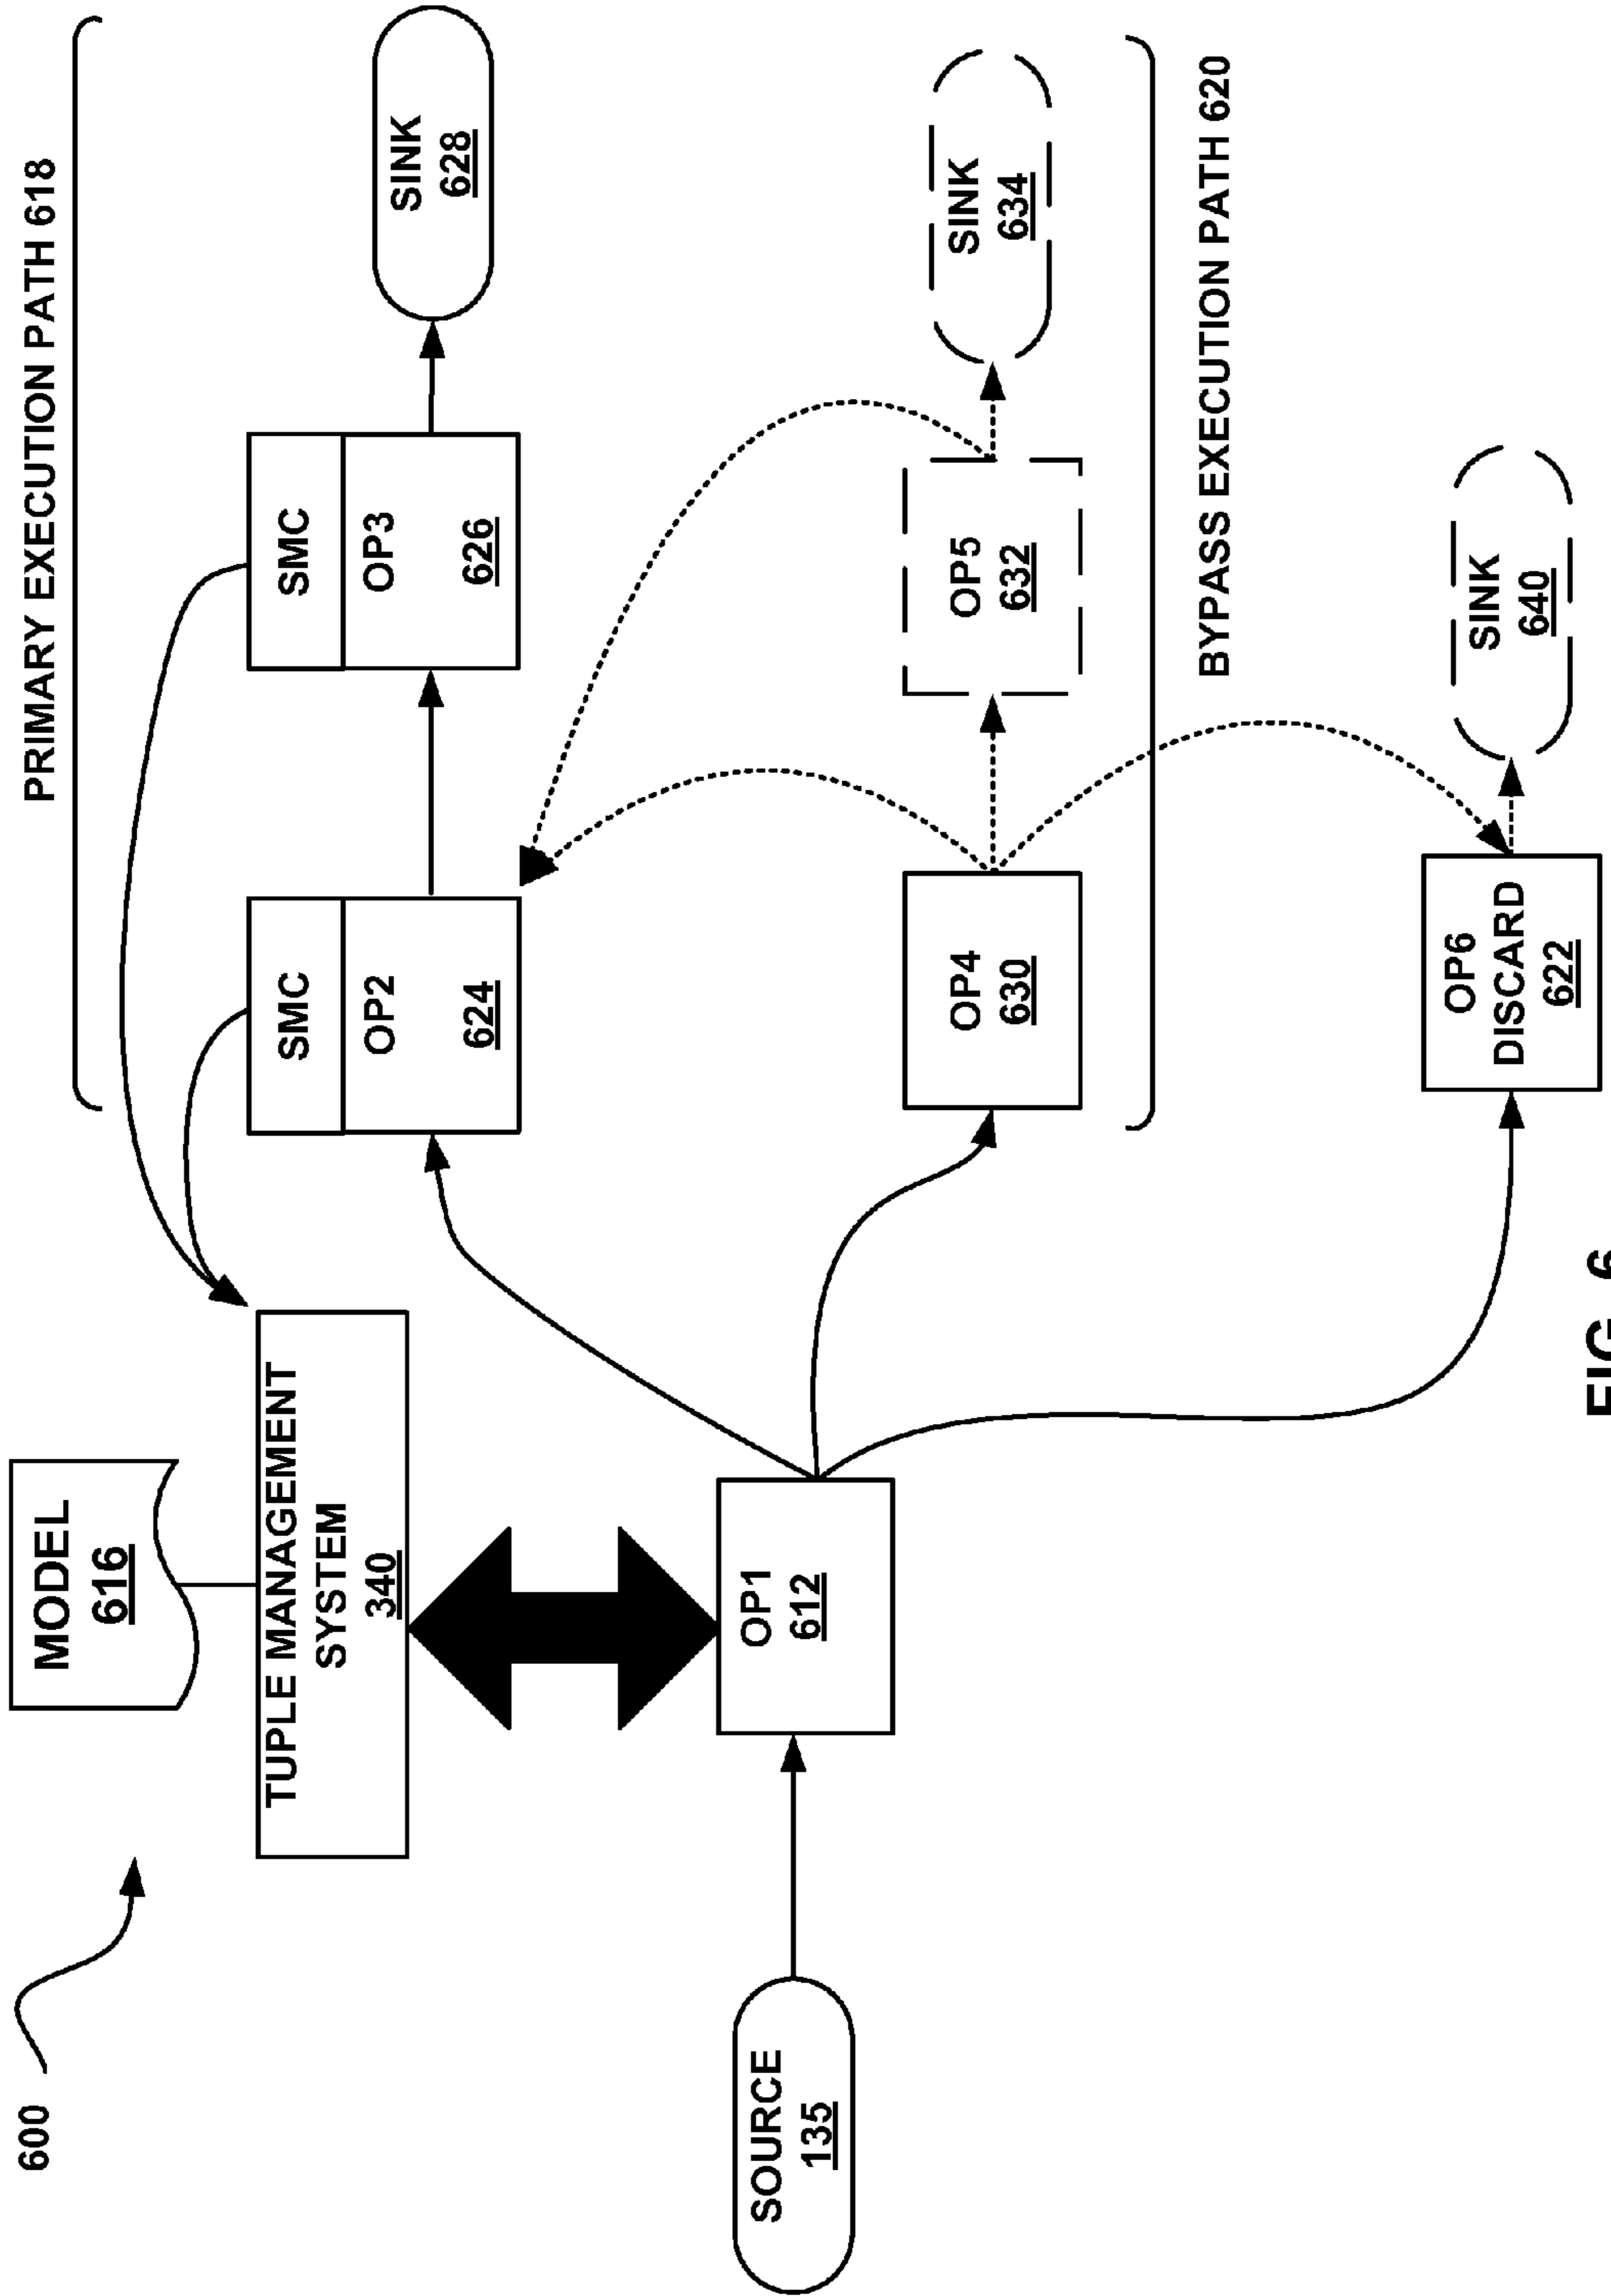 600
MODEL
616
PRIMARY EXECUTION PATH 618
TUPLE MANAGEMENT
SYSTEM
340
SMC
OP2
624
SMC
OP3
626
SINK
628
SOURCE
135
OP1
612
OP4
630
OP5
632
SINK
634
BYPASS EXECUTION PATH 620
OP6
DISCARD
622
SINK
640
FIG. 6